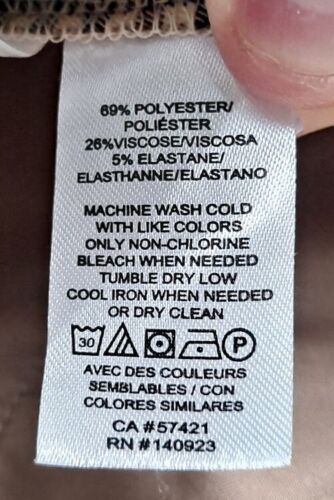 69% POLYESTER/
POLIÉSTER
26%VISCOSE/VISCOSA
5% ELASTANE/
ELASTHANNE/ELASTANO
MACHINE WASH COLD
WITH LIKE COLORS
ONLY NON-CHLORINE
BLEACH WHEN NEEDED
TUMBLE DRY LOW
COOL IRON WHEN NEEDED
OR DRY CLEAN
30 P
AVEC DES COULEURS
SEMBLABLES / CON
COLORES SIMILARES
CA #57421
RN #140923